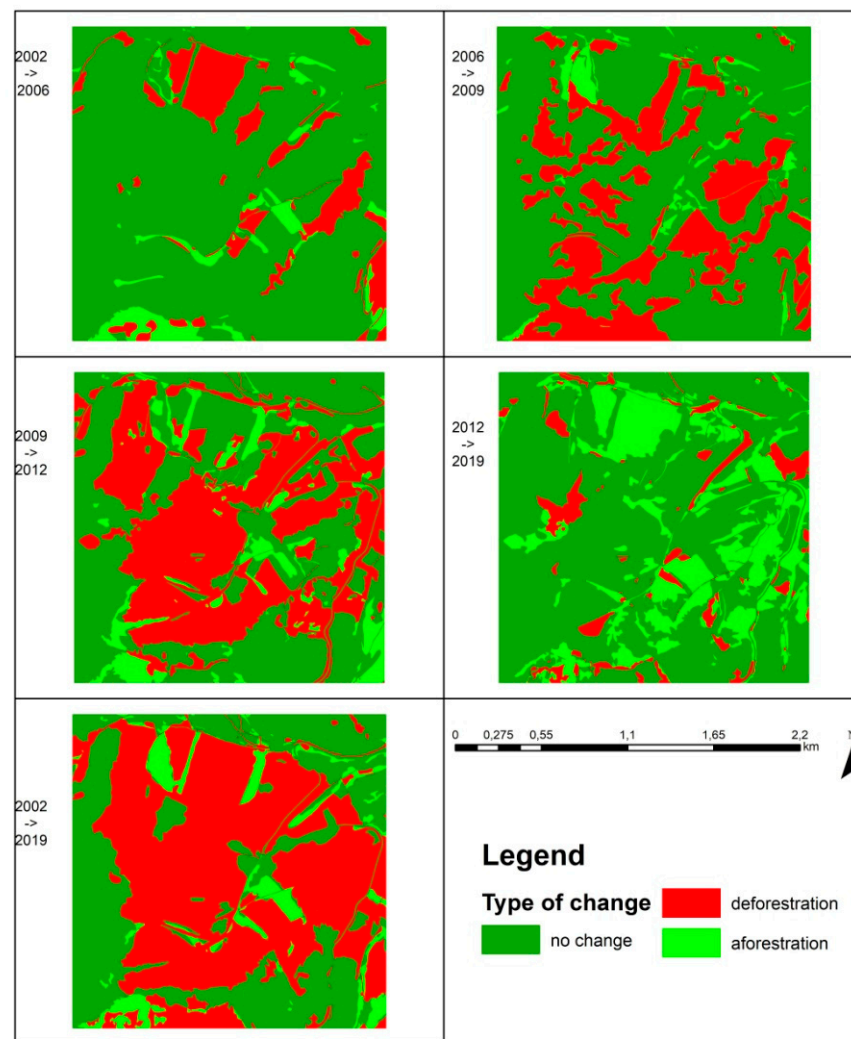 2002
->
2006
2006
->
2009
2009
->
2012
2012
->
2019
2002
->
2019
0 0,275 0,55 1,1 1,65 2,2
km
N
Legend
Type of change
deforestration
no change
aforestration